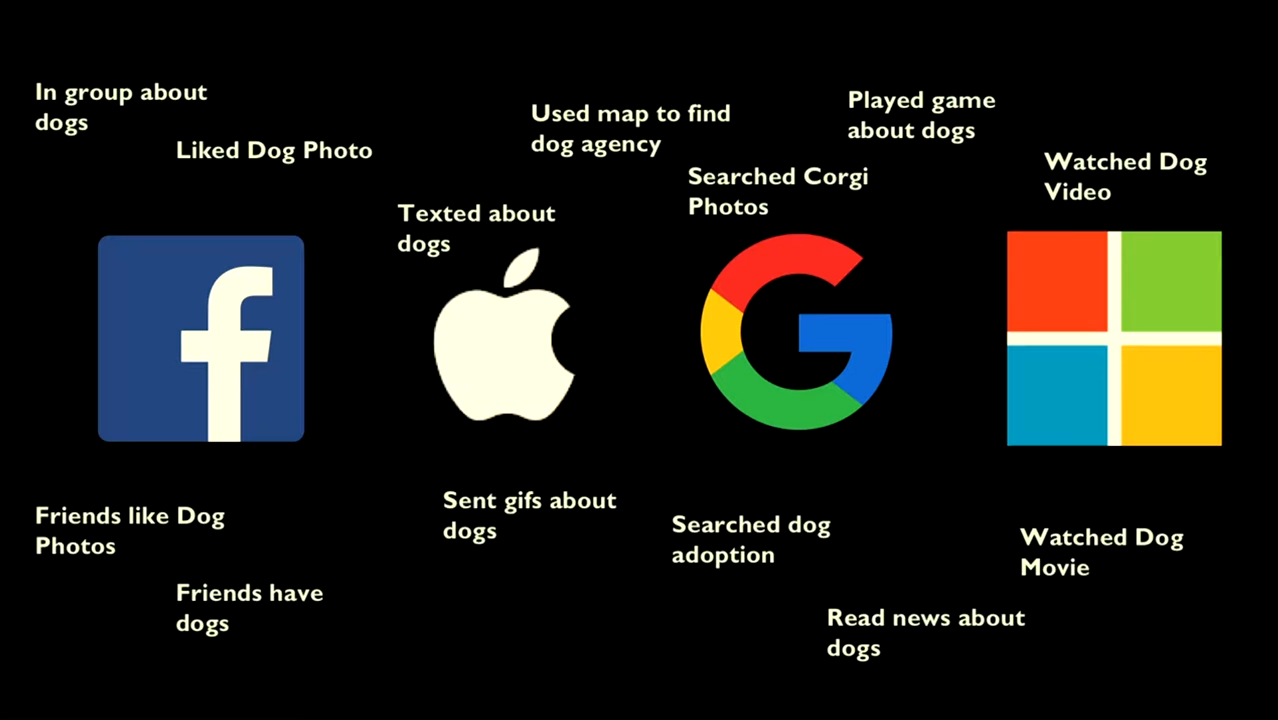 In group about
dogs
Liked Dog Photo
Used map to find
dog agency
Played game
about dogs
Searched Corgi
Photos
Watched Dog
Video
Texted about
dogs
Friends like Dog
Photos
Friends have
dogs
Sent gifs about
dogs
Searched dog
adoption
Watched Dog
Movie
Read news about
dogs